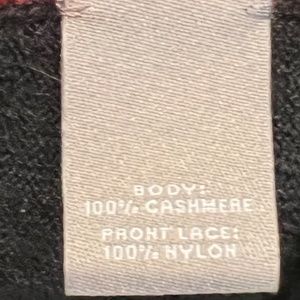 BODY:
100% CASHMERE
FRONT LACE:
100% NYLON